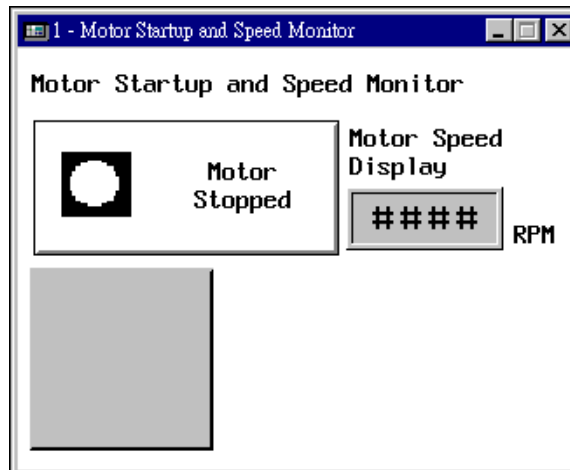 1 - Motor Startup and Speed Monitor
Motor Startup and Speed Monitor
Motor
Stopped
Motor Speed
Display
####
RPM